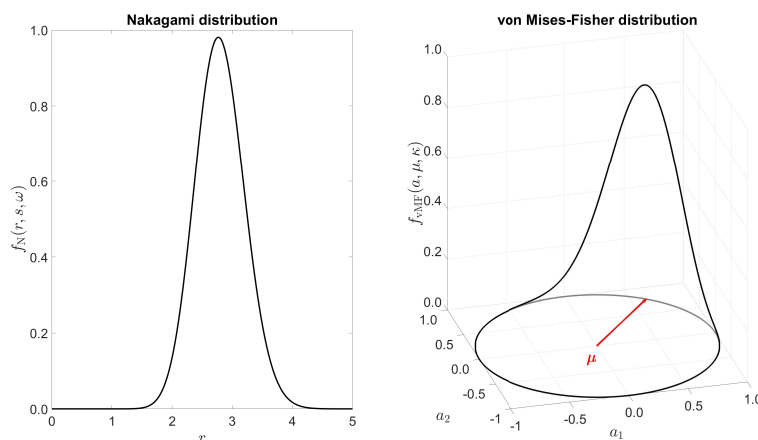 Nakagami distribution
1.0
0.8
0.6
0.4
0.2
0.0
f_N(r, s, ω)
0 1 2 3 4 5
r
von Mises-Fisher distribution
1.0
0.8
0.6
0.4
0.2
0.0
f_vMF(a, μ, κ)
1.0
0.5
0.0
-0.5
-1
a_2
-1
-0.5
0.0
0.5
1.0
a_1
μ